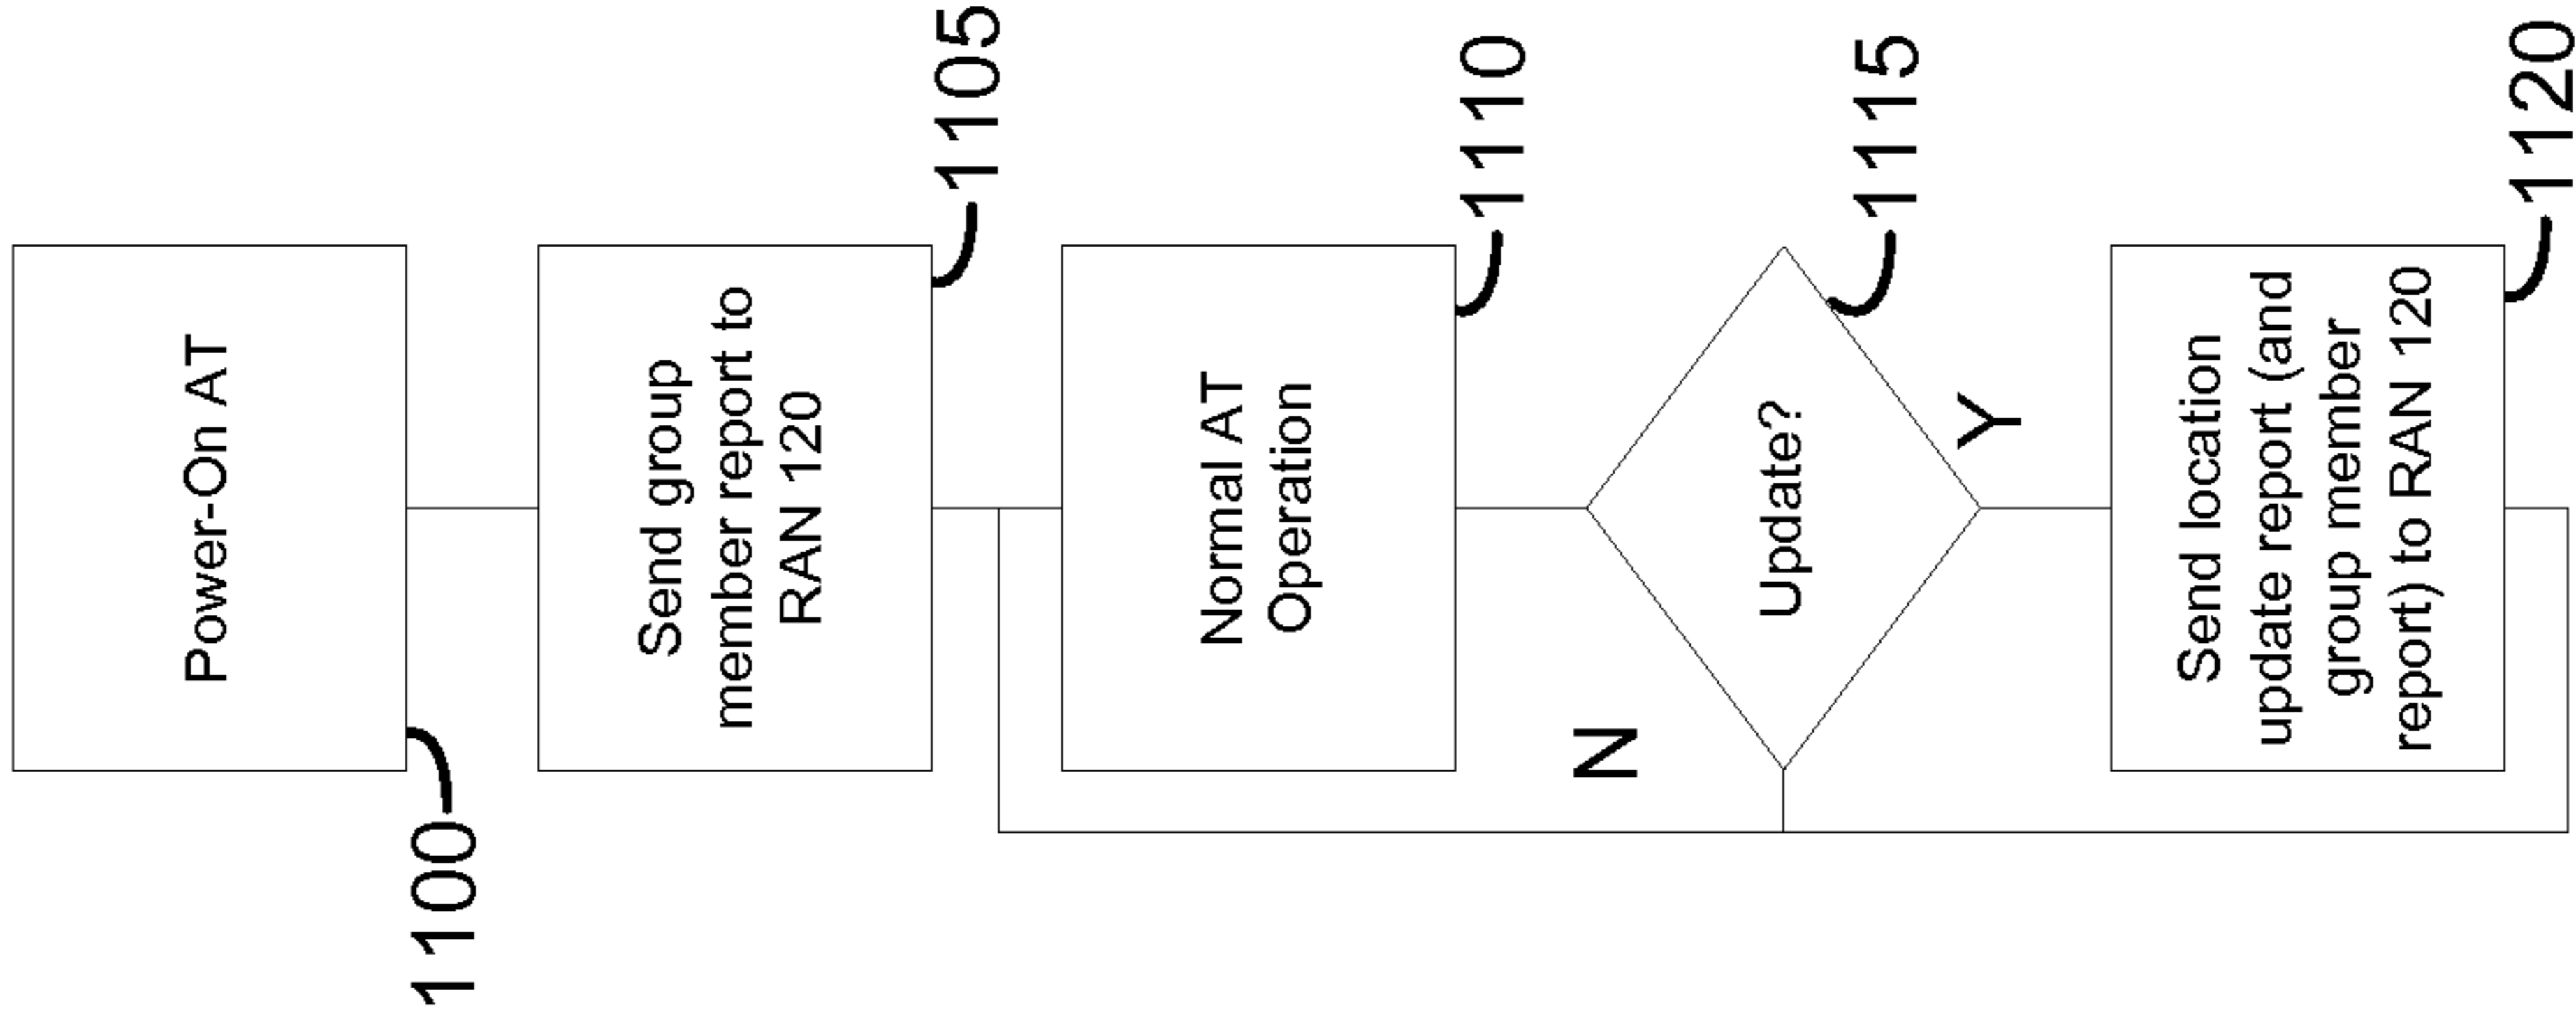 Power-On AT
1100
Send group
member report to
RAN 120
1105
Normal AT
Operation
1110
Update?
1115
N
Y
Send location
update report (and
group member
report) to RAN 120
1120